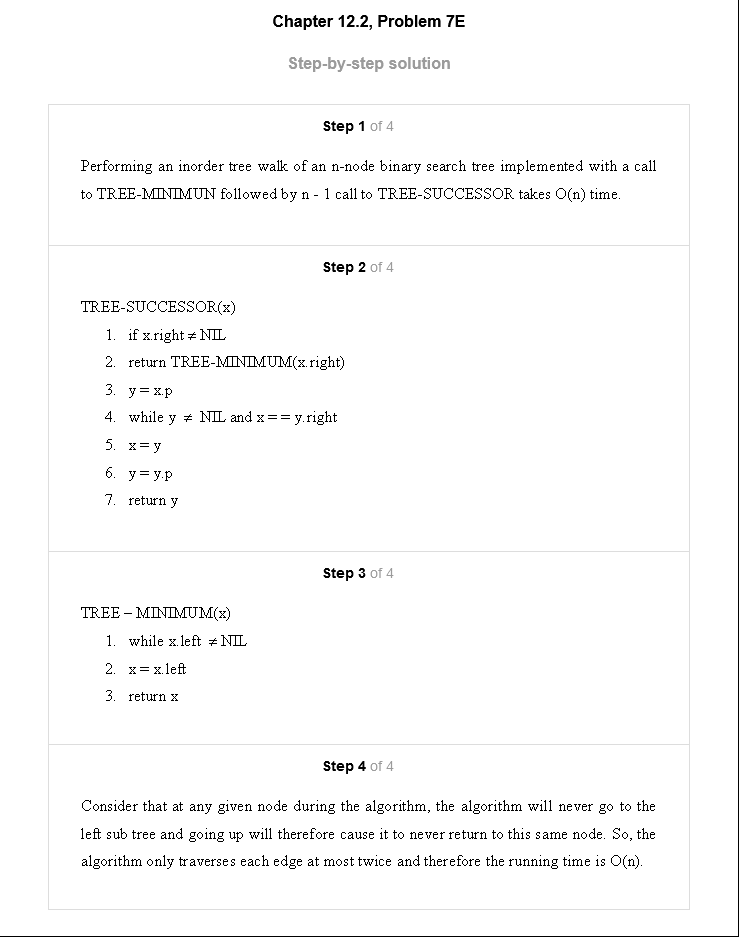 Chapter 12.2, Problem 7E
Step-by-step solution
Step 1 of 4
Performing an inorder tree walk of an n-node binary search tree implemented with a call
to TREE-MINIMUN followed by n - 1 call to TREE-SUCCESSOR takes O(n) time.
Step 2 of 4
TREE-SUCCESSOR(x)
1. if x.right ≠ NIL
2. return TREE-MINIMUM(x.right)
3. y = x.p
4. while y ≠ NIL and x == y.right
5. x = y
6. y = y.p
7. return y
Step 3 of 4
TREE – MINIMUM(x)
1. while x.left ≠ NIL
2. x = x.left
3. return x
Step 4 of 4
Consider that at any given node during the algorithm, the algorithm will never go to the
left sub tree and going up will therefore cause it to never return to this same node. So, the
algorithm only traverses each edge at most twice and therefore the running time is O(n).